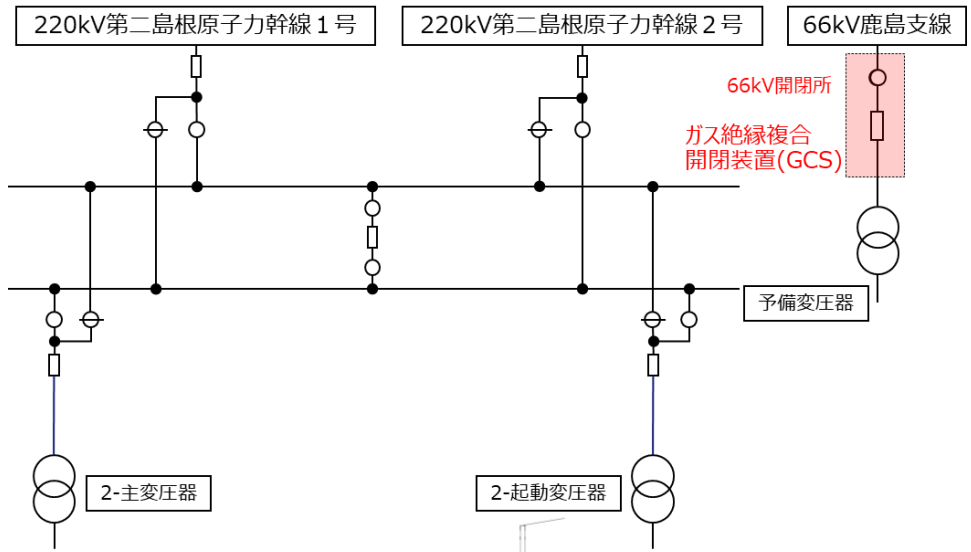 220kV第二島根原子力幹線1号
220kV第二島根原子力幹線2号
66kV鹿島支線
66kV開閉所
ガス絶縁複合
開閉装置(GCS)
予備変圧器
2-主変圧器
2-起動変圧器